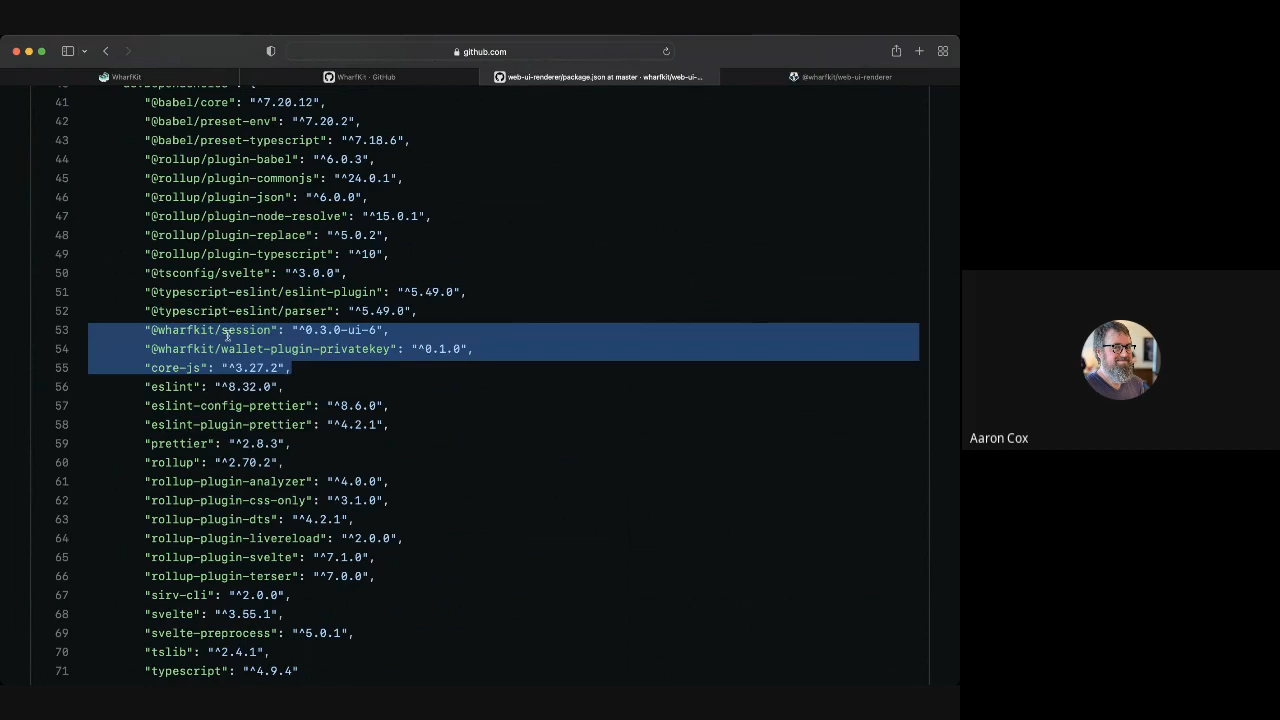 github.com
WharfKit
WharfKit · GitHub
web-ui-renderer/package.json at master · wharfkit/web-ui-...
@wharfkit/web-ui-renderer
41 "@babel/core": "^7.20.12",
42 "@babel/preset-env": "^7.20.2",
43 "@babel/preset-typescript": "^7.18.6",
44 "@rollup/plugin-babel": "^6.0.3",
45 "@rollup/plugin-commonjs": "^24.0.1",
46 "@rollup/plugin-json": "^6.0.0",
47 "@rollup/plugin-node-resolve": "^15.0.1",
48 "@rollup/plugin-replace": "^5.0.2",
49 "@rollup/plugin-typescript": "^10",
50 "@tsconfig/svelte": "^3.0.0",
51 "@typescript-eslint/eslint-plugin": "^5.49.0",
52 "@typescript-eslint/parser": "^5.49.0",
53 "@wharfkit/session": "^0.3.0-ui-6",
54 "@wharfkit/wallet-plugin-privatekey": "^0.1.0",
55 "core-js": "^3.27.2",
56 "eslint": "^8.32.0",
57 "eslint-config-prettier": "^8.6.0",
58 "eslint-plugin-prettier": "^4.2.1",
59 "prettier": "^2.8.3",
60 "rollup": "^2.70.2",
61 "rollup-plugin-analyzer": "^4.0.0",
62 "rollup-plugin-css-only": "^3.1.0",
63 "rollup-plugin-dts": "^4.2.1",
64 "rollup-plugin-livereload": "^2.0.0",
65 "rollup-plugin-svelte": "^7.1.0",
66 "rollup-plugin-terser": "^7.0.0",
67 "sirv-cli": "^2.0.0",
68 "svelte": "^3.55.1",
69 "svelte-preprocess": "^5.0.1",
70 "tslib": "^2.4.1",
71 "typescript": "^4.9.4"
Aaron Cox